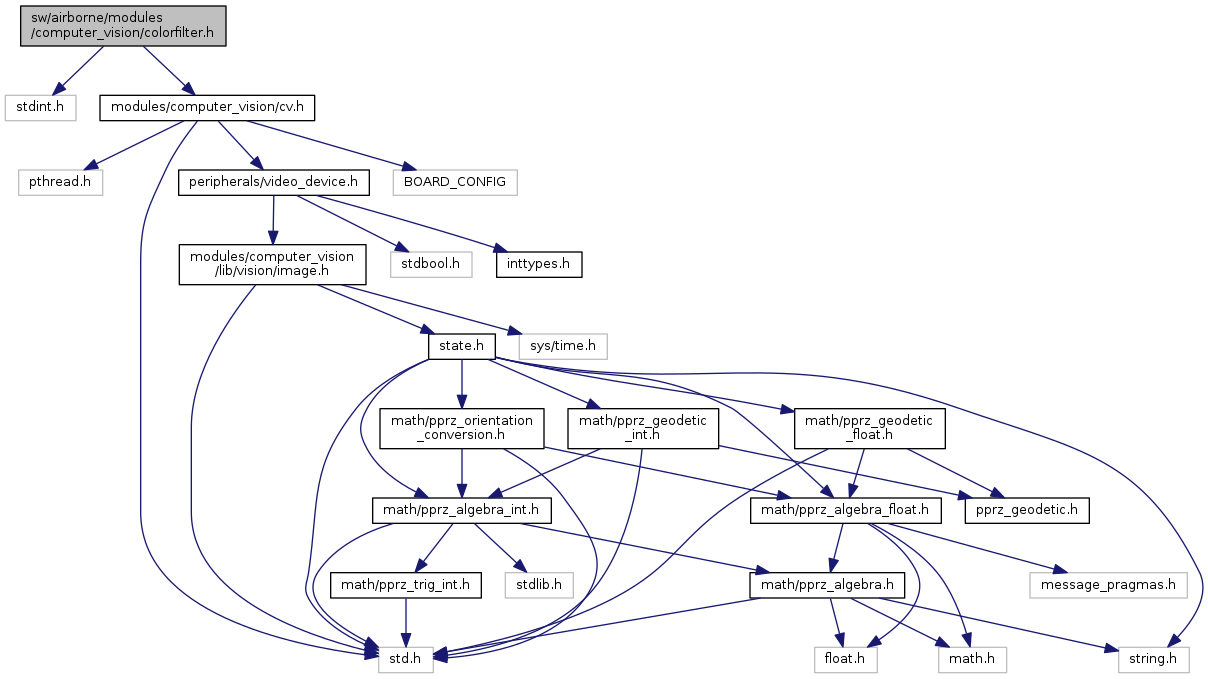 sw/airborne/modules
/computer_vision/colorfilter.h
stdint.h
modules/computer_vision/cv.h
pthread.h
peripherals/video_device.h
BOARD_CONFIG
modules/computer_vision
/lib/vision/image.h
stdbool.h
inttypes.h
state.h
sys/time.h
math/pprz_orientation
_conversion.h
math/pprz_geodetic
_int.h
math/pprz_geodetic
_float.h
math/pprz_algebra_int.h
math/pprz_algebra_float.h
pprz_geodetic.h
math/pprz_trig_int.h
stdlib.h
math/pprz_algebra.h
message_pragmas.h
std.h
float.h
math.h
string.h